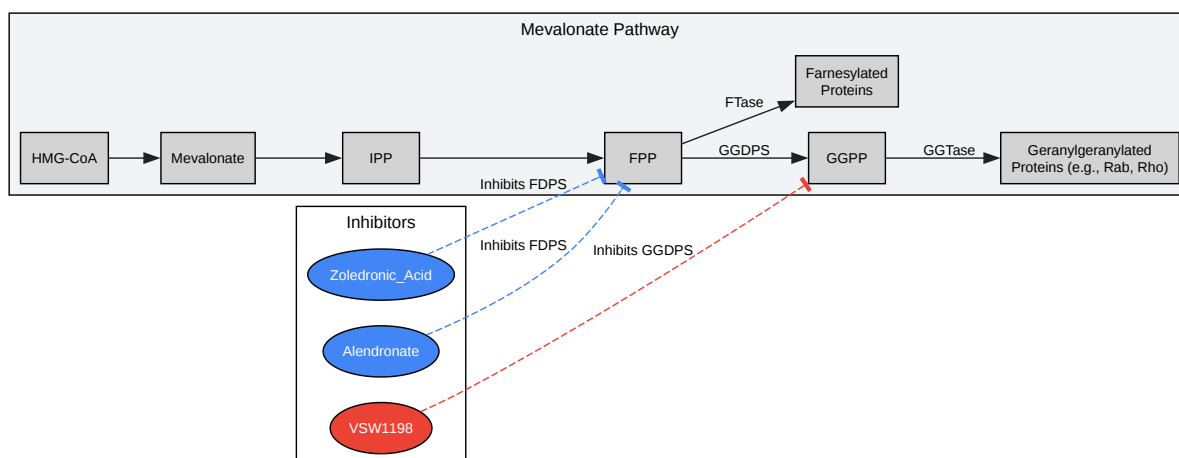 Mevalonate Pathway
Farnesylated
Proteins
FTase
HMG-CoA
Mevalonate
IPP
FPP
GGDPS
GGPP
GGTase
Geranylgeranylated
Proteins (e.g., Rab, Rho)
Inhibits FDPS
Inhibitors
Inhibits FDPS
Inhibits GGDPS
Zoledronic_Acid
Alendronate
VSW1198